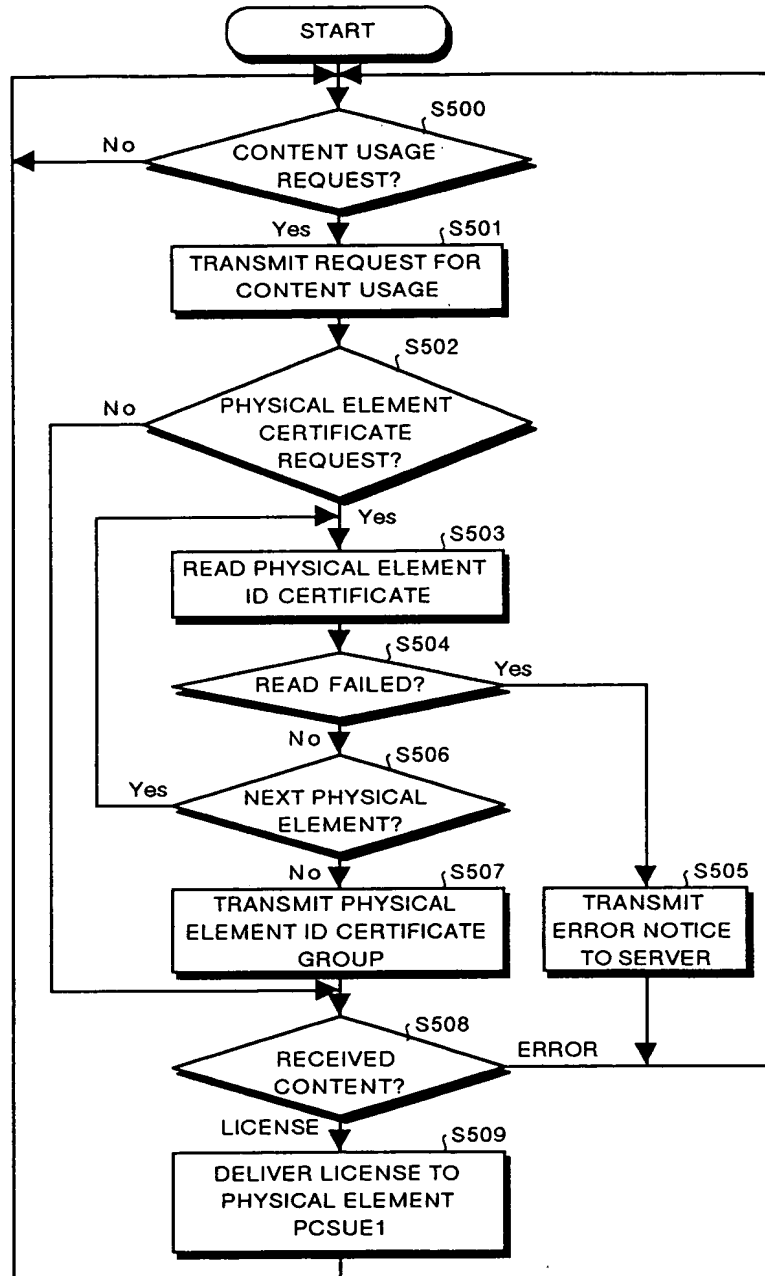 START
S500
No
CONTENT USAGE
REQUEST?
Yes
S501
TRANSMIT REQUEST FOR
CONTENT USAGE
S502
No
PHYSICAL ELEMENT
CERTIFICATE
REQUEST?
Yes
S503
READ PHYSICAL ELEMENT
ID CERTIFICATE
S504
Yes
READ FAILED?
No
S506
Yes
NEXT PHYSICAL
ELEMENT?
No
S507
TRANSMIT PHYSICAL
ELEMENT ID CERTIFICATE
GROUP
S505
TRANSMIT
ERROR NOTICE
TO SERVER
S508
ERROR
RECEIVED
CONTENT?
LICENSE
S509
DELIVER LICENSE TO
PHYSICAL ELEMENT
PCSUE1